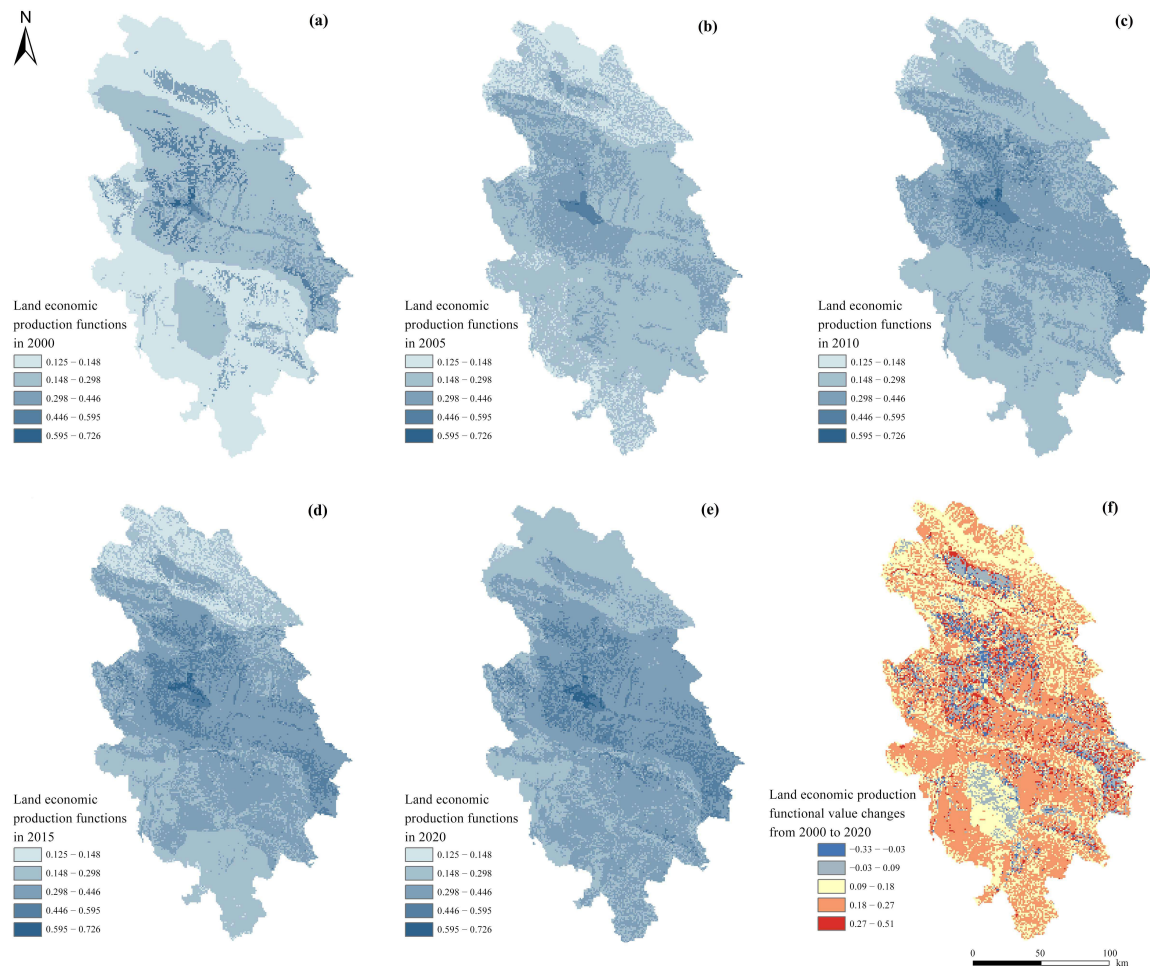 N
(a)
(b)
(c)
Land economic
production functions
in 2000
0.125 − 0.148
0.148 − 0.298
0.298 − 0.446
0.446 − 0.595
0.595 − 0.726
Land economic
production functions
in 2005
0.125 − 0.148
0.148 − 0.298
0.298 − 0.446
0.446 − 0.595
0.595 − 0.726
Land economic
production functions
in 2010
0.125 − 0.148
0.148 − 0.298
0.298 − 0.446
0.446 − 0.595
0.595 − 0.726
(d)
(e)
(f)
Land economic
production functions
in 2015
0.125 − 0.148
0.148 − 0.298
0.298 − 0.446
0.446 − 0.595
0.595 − 0.726
Land economic
production functions
in 2020
0.125 − 0.148
0.148 − 0.298
0.298 − 0.446
0.446 − 0.595
0.595 − 0.726
Land economic production
functional value changes
from 2000 to 2020
−0.33 − −0.03
−0.03 − 0.09
0.09 − 0.18
0.18 − 0.27
0.27 − 0.51
0 50 100
km